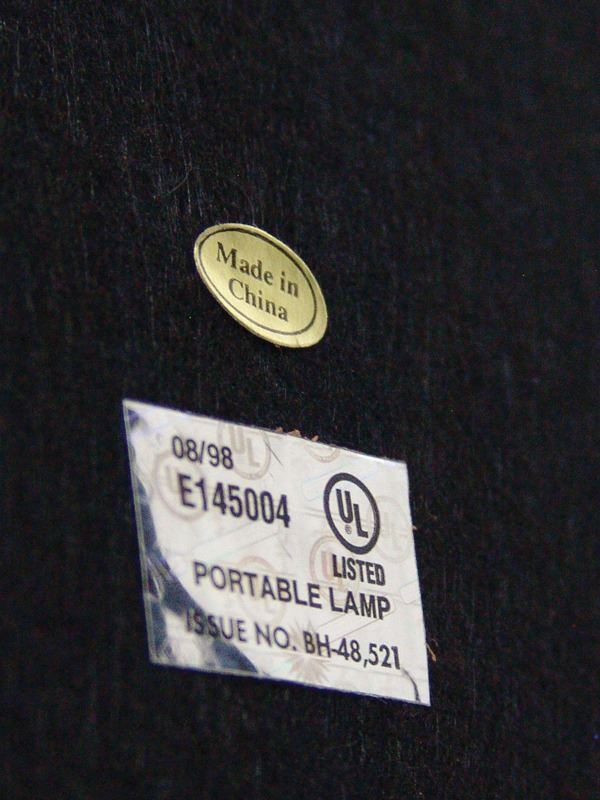 Made in
China
08/98
E145004
UL
®
LISTED
PORTABLE LAMP
ISSUE NO. BH-48,521